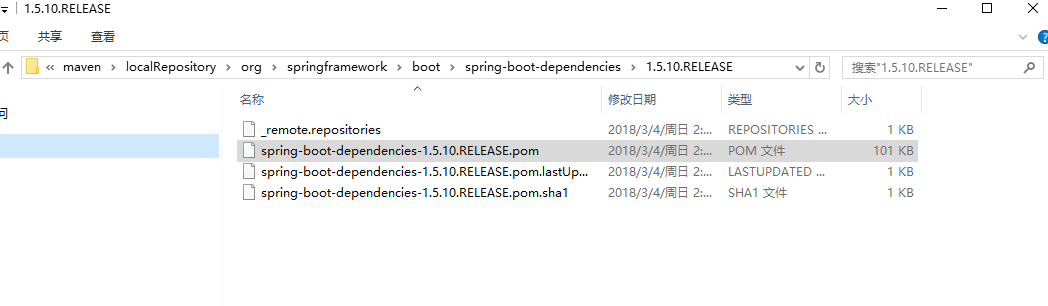 1.5.10.RELEASE
页 共享 查看
« maven › localRepository › org › springframework › boot › spring-boot-dependencies › 1.5.10.RELEASE 搜索"1.5.10.RELEASE"
名称 修改日期 类型 大小
问
_remote.repositories 2018/3/4/周日 2:... REPOSITORIES ... 1 KB
spring-boot-dependencies-1.5.10.RELEASE.pom 2018/3/4/周日 2:... POM 文件 101 KB
spring-boot-dependencies-1.5.10.RELEASE.pom.lastUp... 2018/3/4/周日 2:... LASTUPDATED ... 1 KB
spring-boot-dependencies-1.5.10.RELEASE.pom.sha1 2018/3/4/周日 2:... SHA1 文件 1 KB